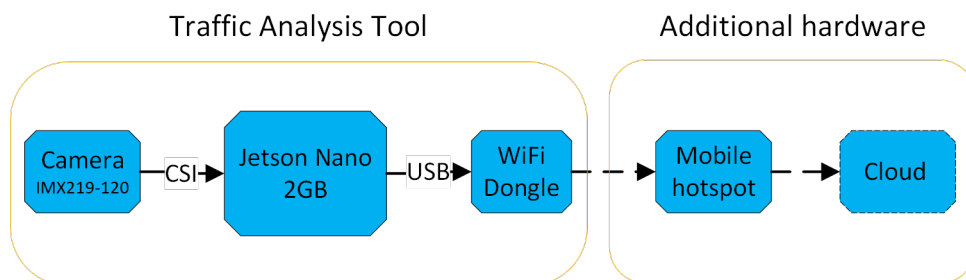 Traffic Analysis Tool
Additional hardware
Camera
IMX219-120
CSI
Jetson Nano
2GB
USB
WiFi
Dongle
Mobile
hotspot
Cloud